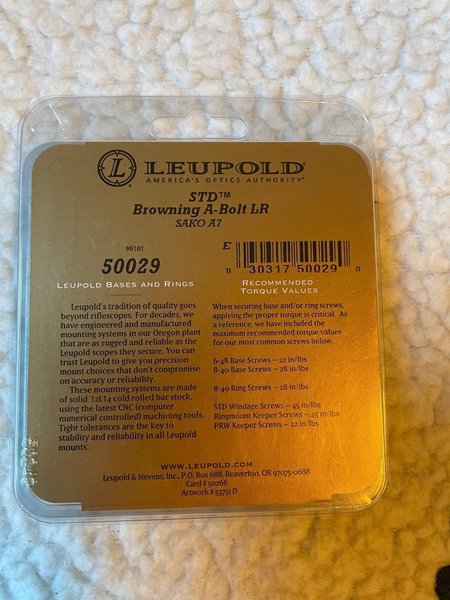 LEUPOLD®
AMERICA'S OPTICS AUTHORITY®
STD™
Browning A-Bolt LR
SAKO A7
50029
LEUPOLD BASES AND RINGS
E
0 30317 50029 0
RECOMMENDED
TORQUE VALUES
Leupold's tradition of quality goes
beyond riflescopes. For decades, we
have engineered and manufactured
mounting systems in our Oregon plant
that are as rugged and reliable as the
Leupold scopes they secure. You can
trust Leupold to give you precision
mount choices that don't compromise
on accuracy or reliability.
These mounting systems are made
of solid 12L14 cold rolled bar stock,
using the latest CNC (computer
numerical controlled) machining tools.
Tight tolerances are the key to
stability and reliability in all Leupold
mounts.
When securing base and/or ring screws,
applying the proper torque is critical. As
a reference, we have included the
maximum recommended torque values
for our most common screws below.
6-48 Base Screws – 22 in/lbs
8-40 Base Screws – 28 in/lbs
8-40 Ring Screws – 28 in/lbs
STD Windage Screws – 45 in/lbs
Ringmount Keeper Screws – 45 in/lbs
PRW Keeper Screws – 22 in/lbs
WWW.LEUPOLD.COM
Leupold & Stevens, Inc., P.O. Box 688, Beaverton, OR 97075-0688
Card # 50266
Artwork # 53751 D